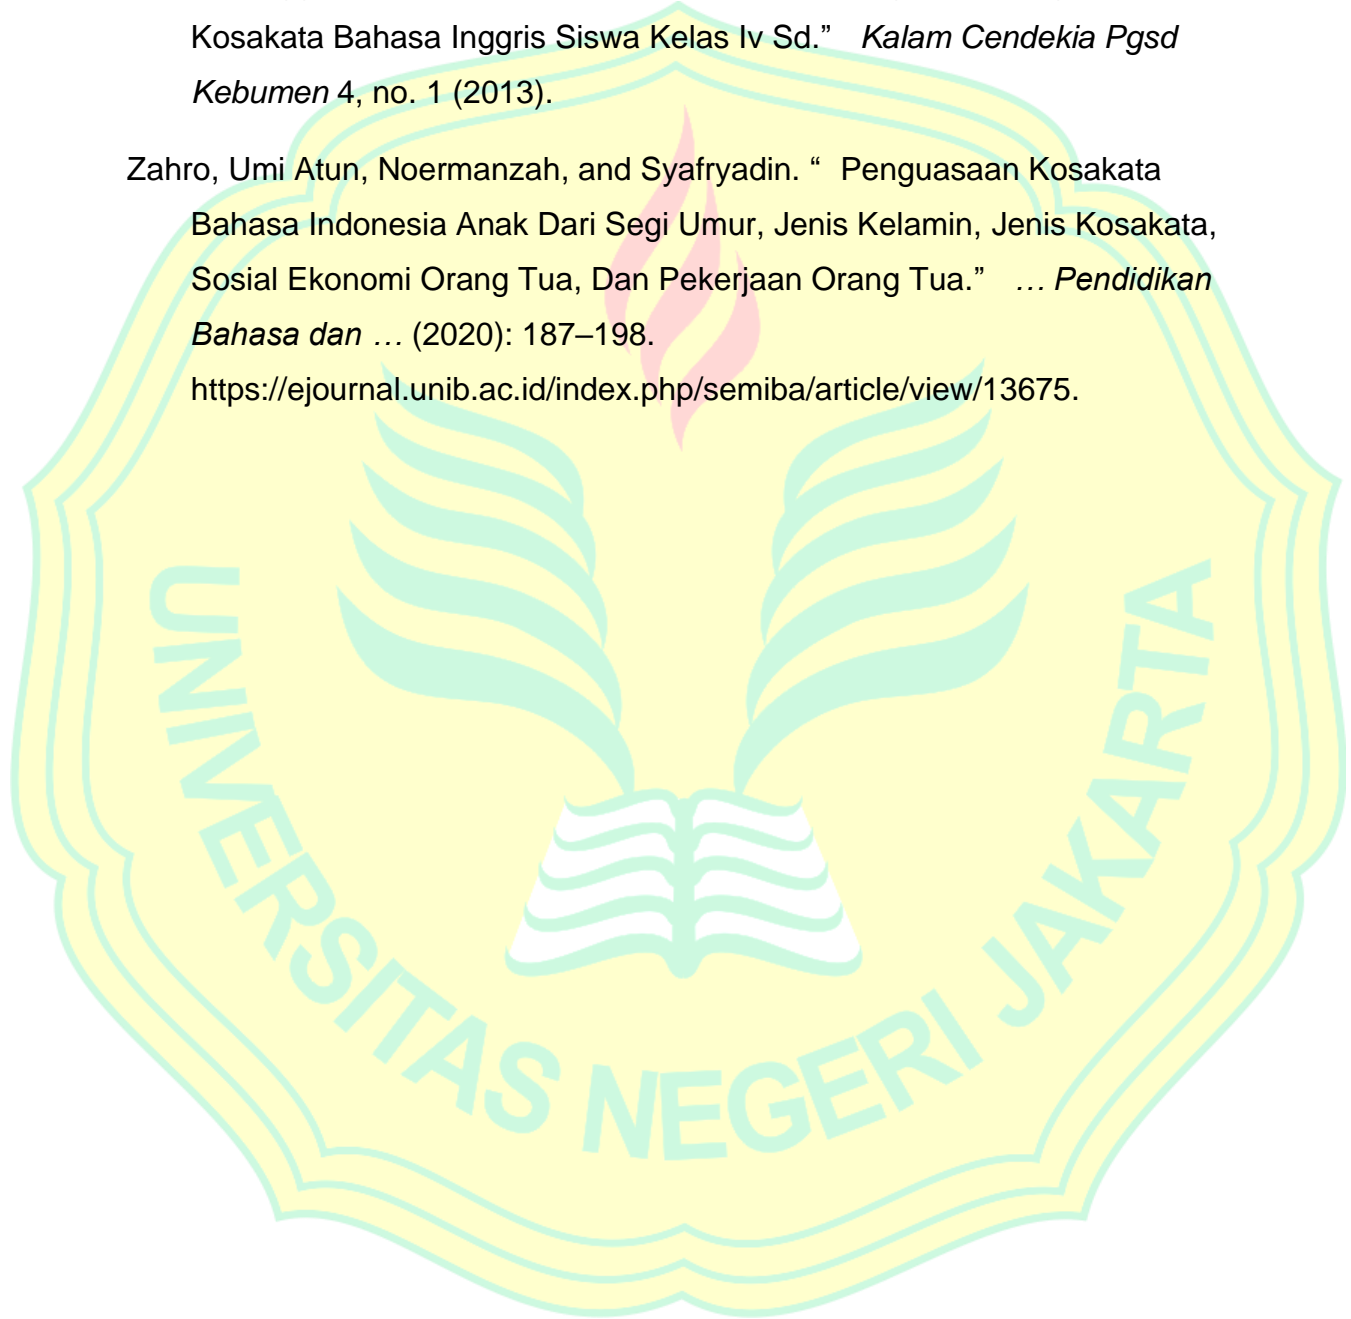 Kosakata Bahasa Inggris Siswa Kelas Iv Sd.” Kalam Cendekia Pgsd
Kebumen 4, no. 1 (2013).
Zahro, Umi Atun, Noermanzah, and Syafryadin. “ Penguasaan Kosakata
Bahasa Indonesia Anak Dari Segi Umur, Jenis Kelamin, Jenis Kosakata,
Sosial Ekonomi Orang Tua, Dan Pekerjaan Orang Tua.” … Pendidikan
Bahasa dan … (2020): 187–198.
https://ejournal.unib.ac.id/index.php/semiba/article/view/13675.
UNIVERSITAS NEGERI JAKARTA